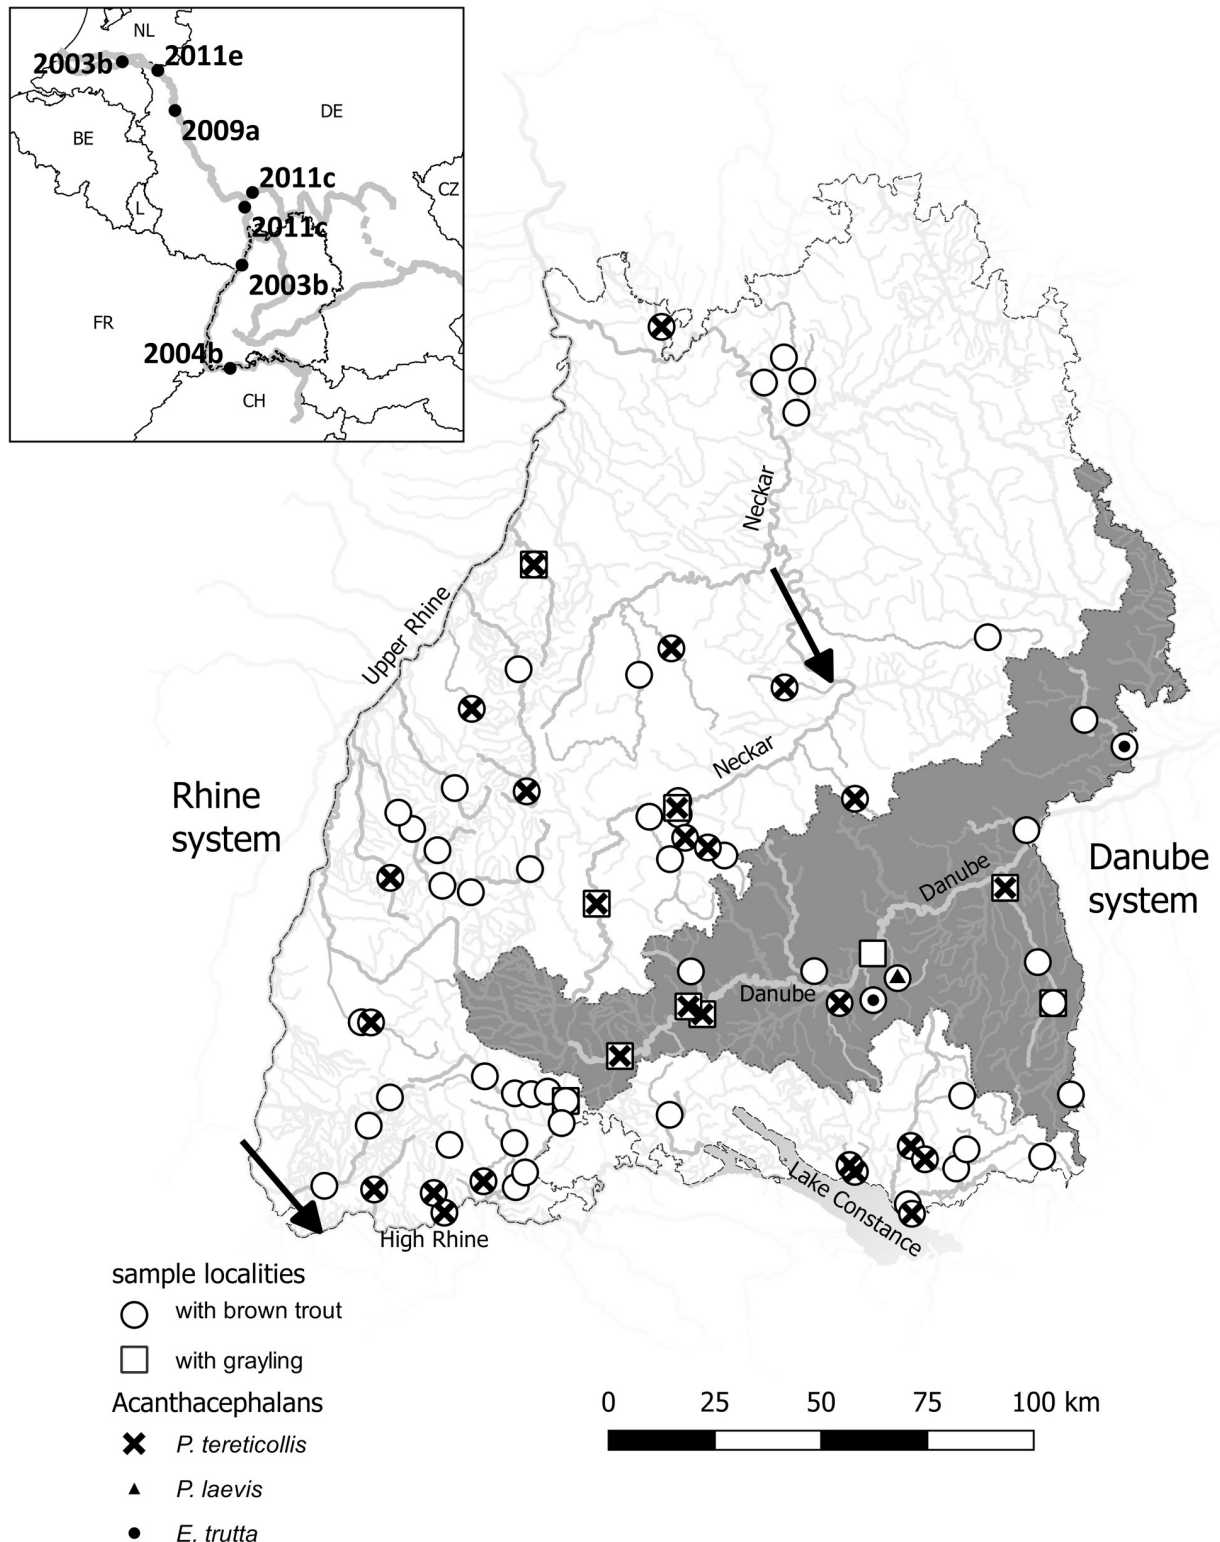 NL
2003b
2011e
DE
2009a
BE
2011c
CZ
L
2011c
2003b
FR
2004b
CH
Neckar
Upper Rhine
Neckar
Rhine
system
Danube
Danube
system
Danube
Lake Constance
High Rhine
sample localities
with brown trout
with grayling
Acanthacephalans
P. tereticollis
P. laevis
E. trutta
0 25 50 75 100 km